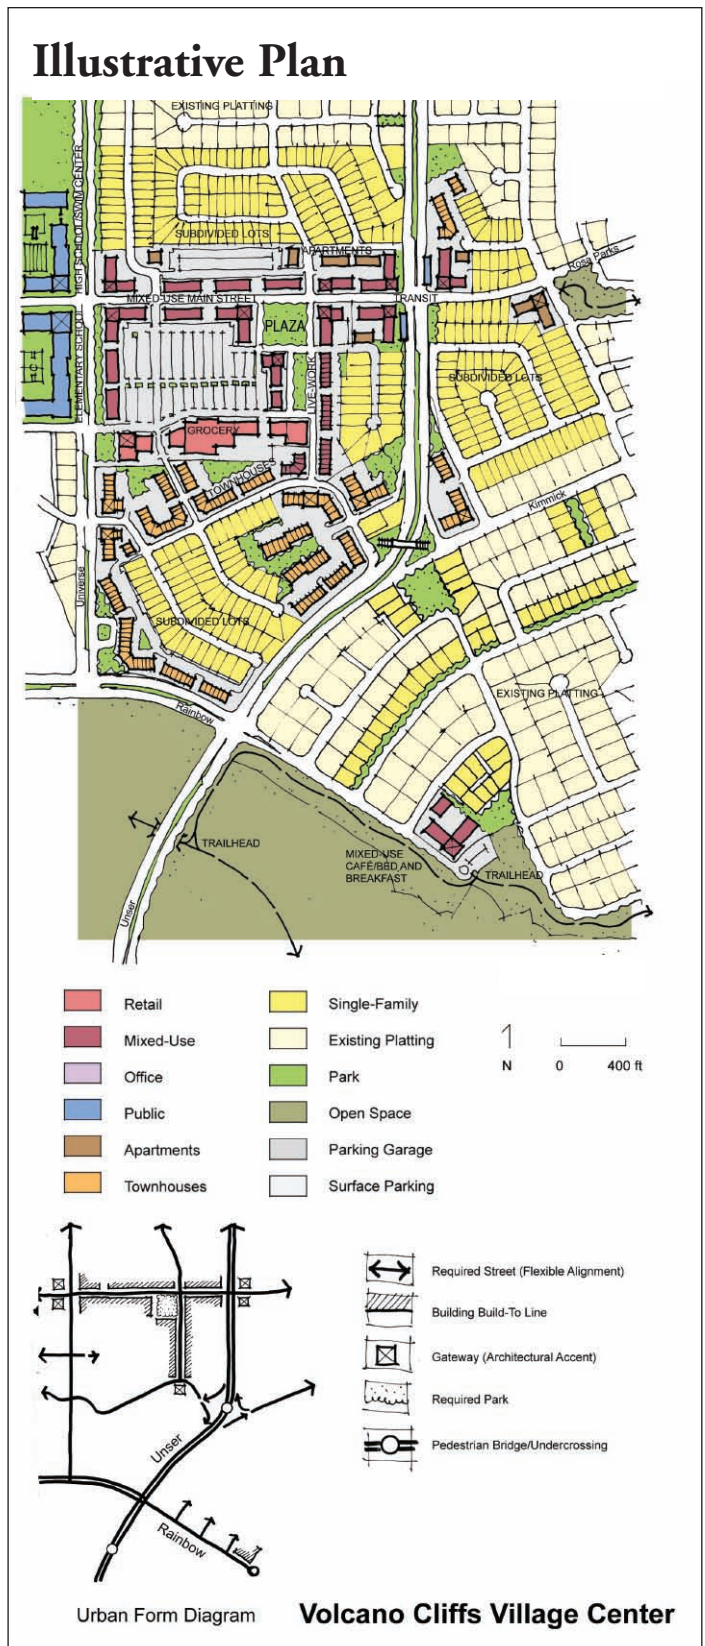 Illustrative Plan
EXISTING PLATTING
HIGH SCHOOL/SWIM CENTER
SUBDIVIDED LOTS
APARTMENTS
Rosa Parks
MIXED-USE MAIN STREET
TRANSIT
PLAZA
ELEMENTARY SCHOOL
LIVE-WORK
SUBDIVIDED LOTS
GROCERY
TOWNHOUSES
Kimmick
Universe
SUBDIVIDED LOTS
EXISTING PLATTING
Rainbow
TRAILHEAD
MIXED-USE
CAFÉ/BED AND
BREAKFAST
TRAILHEAD
Unser
Retail
Mixed-Use
Office
Public
Apartments
Townhouses
Single-Family
Existing Platting
Park
Open Space
Parking Garage
Surface Parking
N
0 400 ft
Required Street (Flexible Alignment)
Building Build-To Line
Gateway (Architectural Accent)
Required Park
Pedestrian Bridge/Undercrossing
Unser
Rainbow
Urban Form Diagram
Volcano Cliffs Village Center